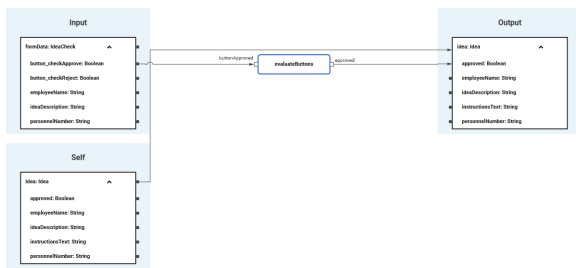 Input
formData: IdeaCheck
button_checkApprove: Boolean
button_checkReject: Boolean
employeeName: String
ideaDescription: String
personnelNumber: String
Self
Idea: Idea
approved: Boolean
employeeName: String
ideaDescription: String
instructionsText: String
personnelNumber: String
buttonApproved
evaluateButtons
approved
Output
idea: Idea
approved: Boolean
employeeName: String
ideaDescription: String
instructionsText: String
personnelNumber: String